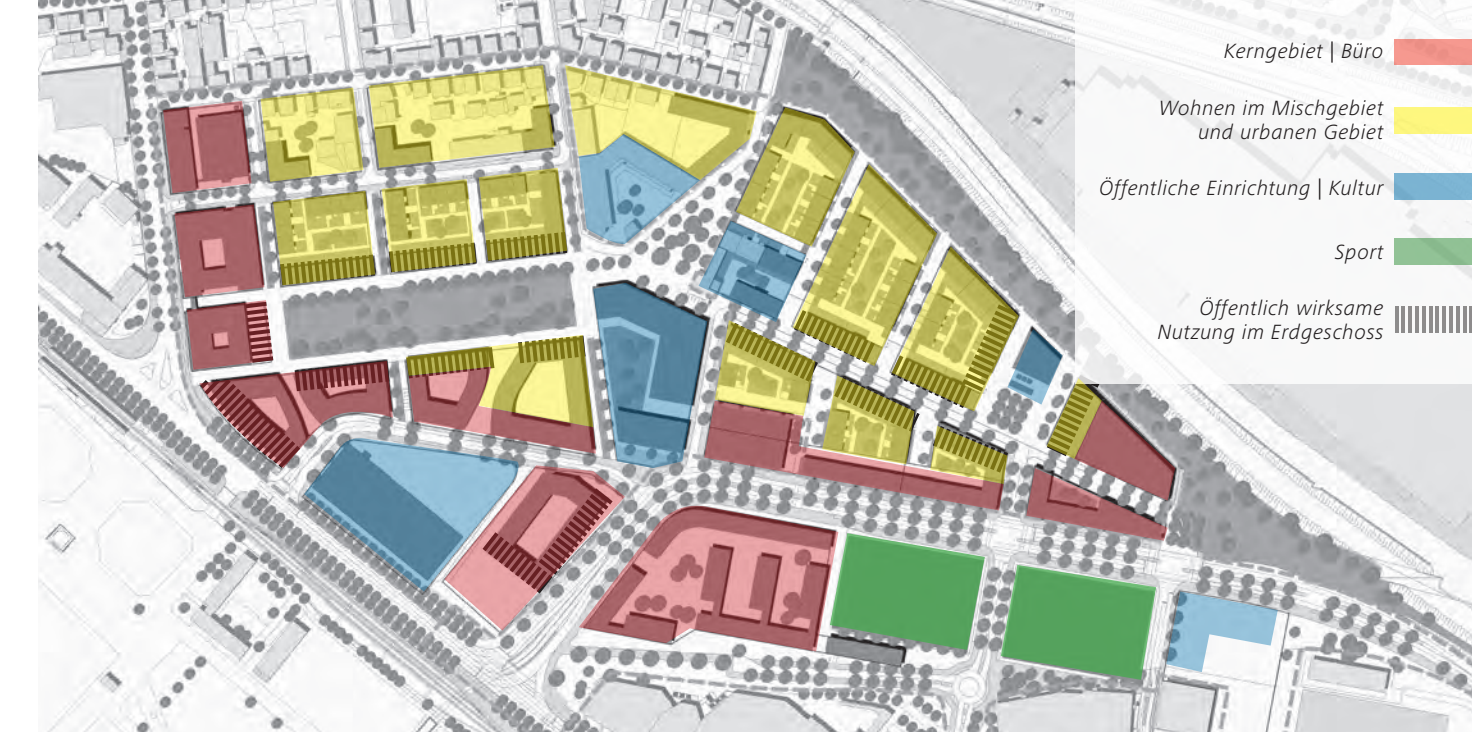 Kerngebiet | Büro
Wohnen im Mischgebiet
und urbanen Gebiet
Öffentliche Einrichtung | Kultur
Sport
Öffentlich wirksame
Nutzung im Erdgeschoss